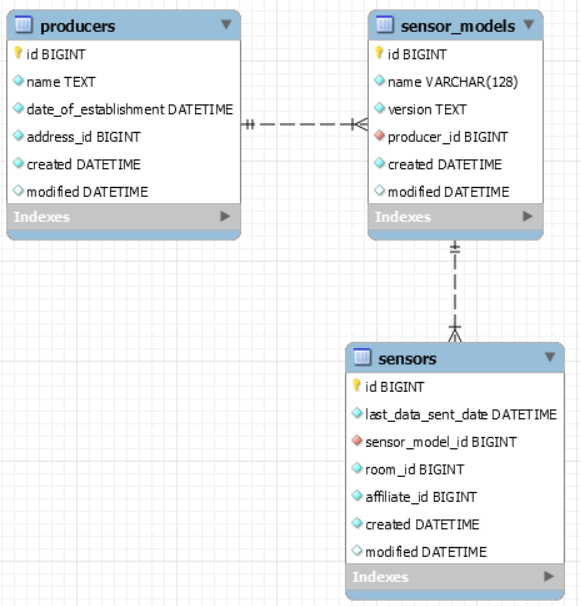 producers
id BIGINT
name TEXT
date_of_establishment DATETIME
address_id BIGINT
created DATETIME
modified DATETIME
Indexes
sensor_models
id BIGINT
name VARCHAR(128)
version TEXT
producer_id BIGINT
created DATETIME
modified DATETIME
Indexes
sensors
id BIGINT
last_data_sent_date DATETIME
sensor_model_id BIGINT
room_id BIGINT
affiliate_id BIGINT
created DATETIME
modified DATETIME
Indexes